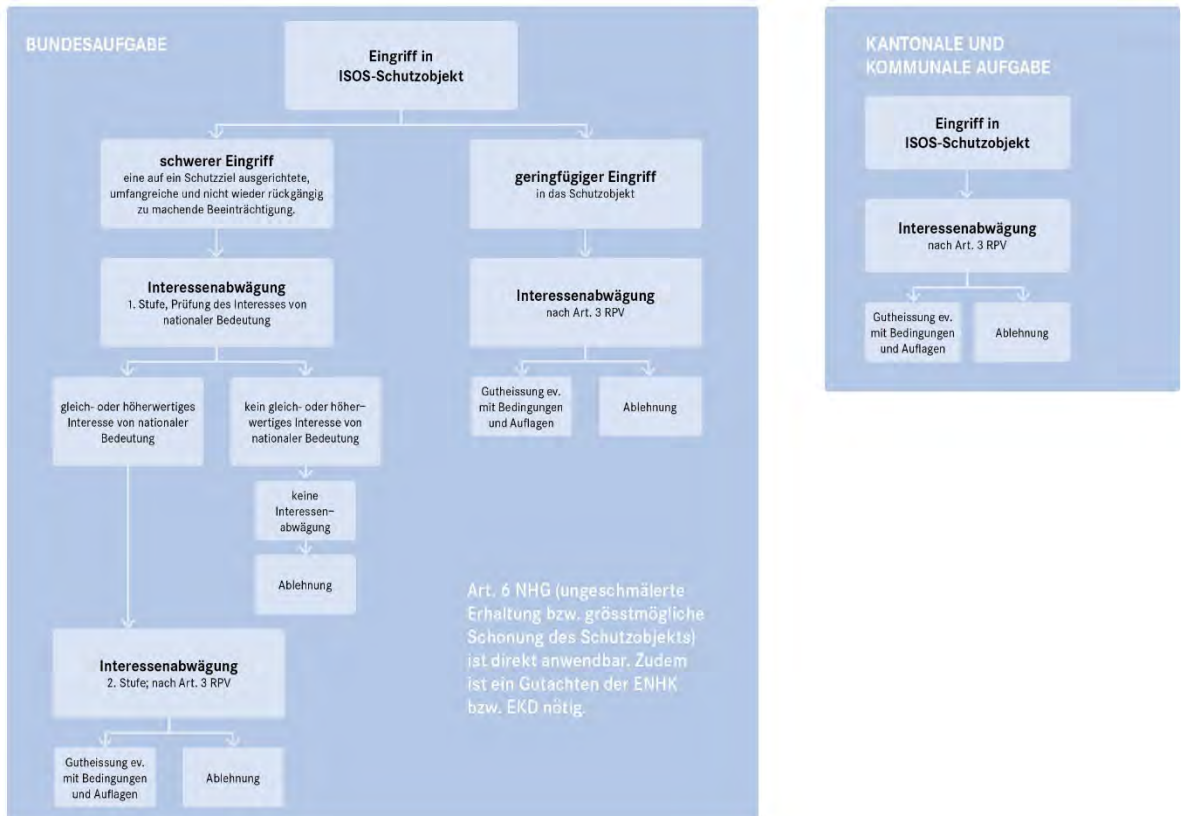 BUNDESAUFGABE
Eingriff in
ISOS-Schutzobjekt
schwerer Eingriff
eine auf ein Schutzziel ausgerichtete,
umfangreiche und nicht wieder rückgängig
zu machende Beeinträchtigung.
geringfügiger Eingriff
in das Schutzobjekt
Interessenabwägung
1. Stufe, Prüfung des Interesses von
nationaler Bedeutung
Interessenabwägung
nach Art. 3 RPV
gleich- oder höherwertiges
Interesse von nationaler
Bedeutung
kein gleich- oder höher-
wertiges Interesse von
nationaler Bedeutung
Gutheissung ev.
mit Bedingungen
und Auflagen
Ablehnung
keine
Interessen-
abwägung
Ablehnung
Interessenabwägung
2. Stufe; nach Art. 3 RPV
Gutheissung ev.
mit Bedingungen
und Auflagen
Ablehnung
Art. 6 NHG (ungeschmälerte
Erhaltung bzw. grösstmögliche
Schonung des Schutzobjekts)
ist direkt anwendbar. Zudem
ist ein Gutachten der ENHK
bzw. EKD nötig.
KANTONALE UND
KOMMUNALE AUFGABE
Eingriff in
ISOS-Schutzobjekt
Interessenabwägung
nach Art. 3 RPV
Gutheissung ev.
mit Bedingungen
und Auflagen
Ablehnung